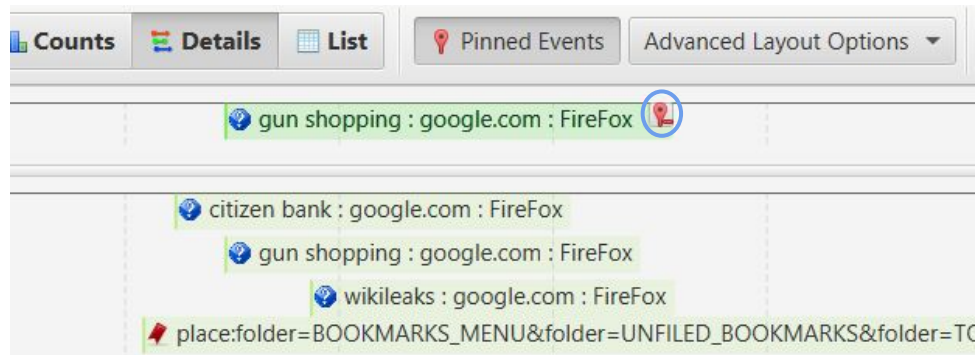 Counts Details List Pinned Events Advanced Layout Options
gun shopping : google.com : FireFox
citizen bank : google.com : FireFox
gun shopping : google.com : FireFox
wikileaks : google.com : FireFox
place:folder=BOOKMARKS_MENU&folder=UNFILED_BOOKMARKS&folder=TO